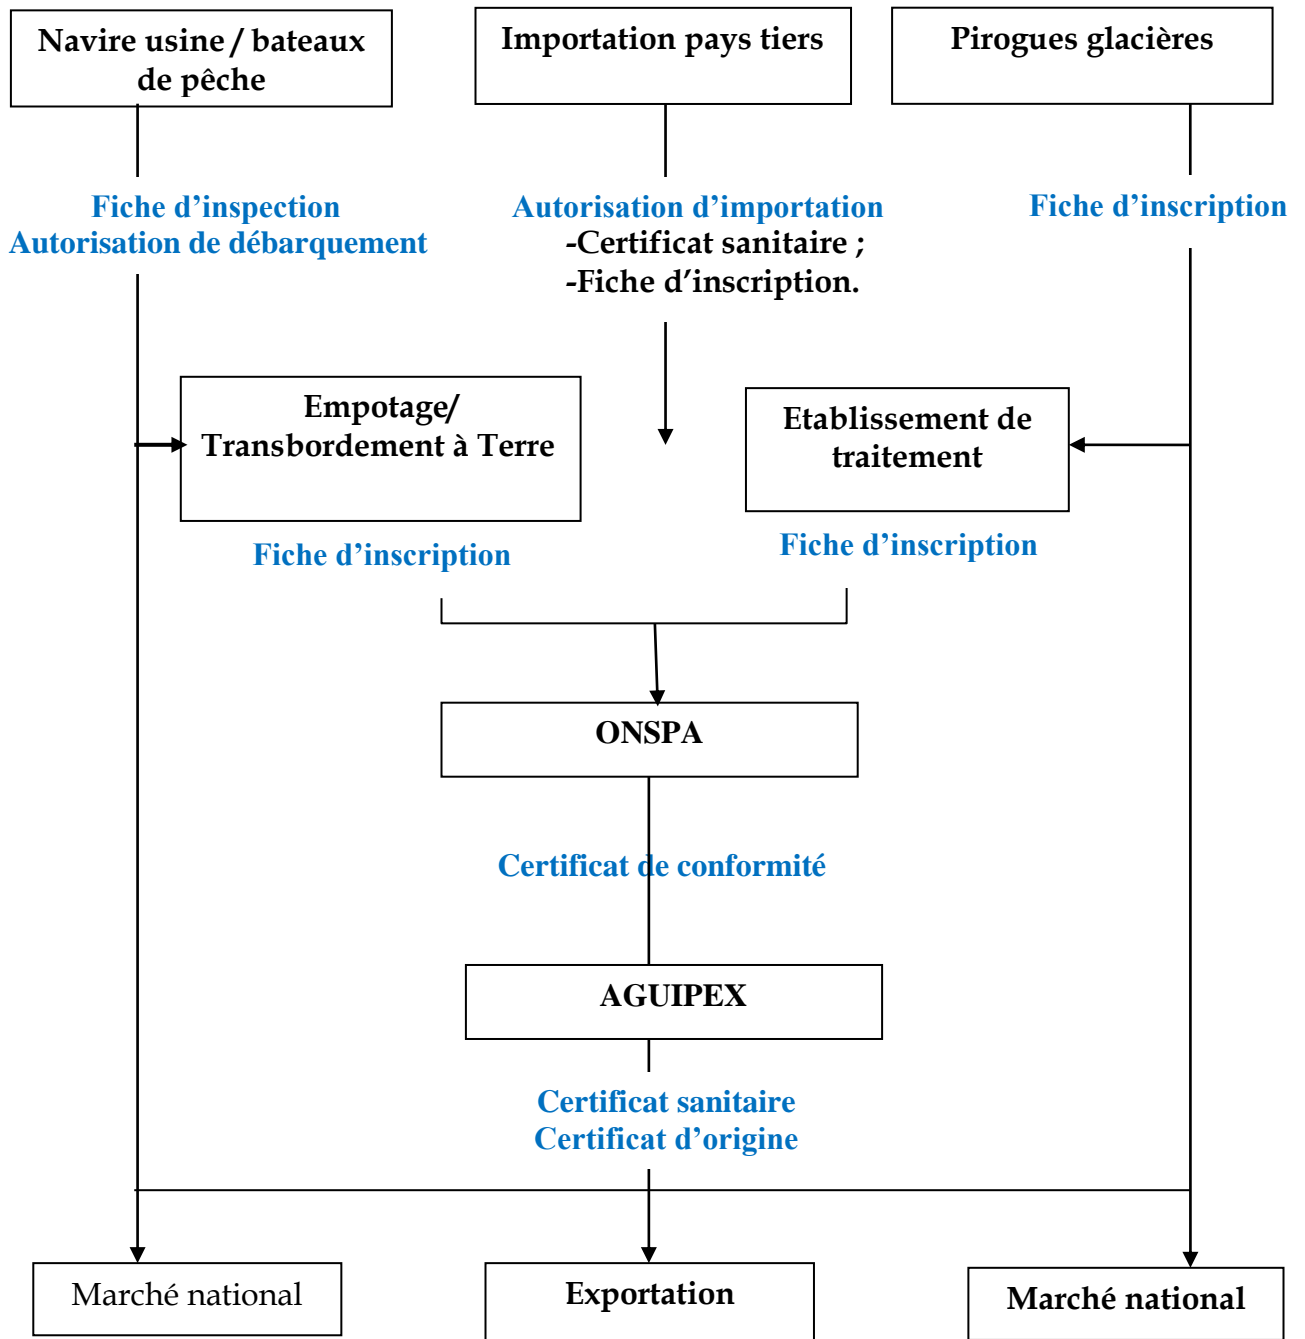 Navire usine / bateaux
de pêche
Importation pays tiers
Pirogues glacières
Fiche d’inspection
Autorisation de débarquement
Autorisation d’importation
-Certificat sanitaire ;
-Fiche d’inscription.
Fiche d’inscription
Empotage/
Transbordement à Terre
Etablissement de
traitement
Fiche d’inscription
Fiche d’inscription
ONSPA
Certificat de conformité
AGUIPEX
Certificat sanitaire
Certificat d’origine
Marché national
Exportation
Marché national